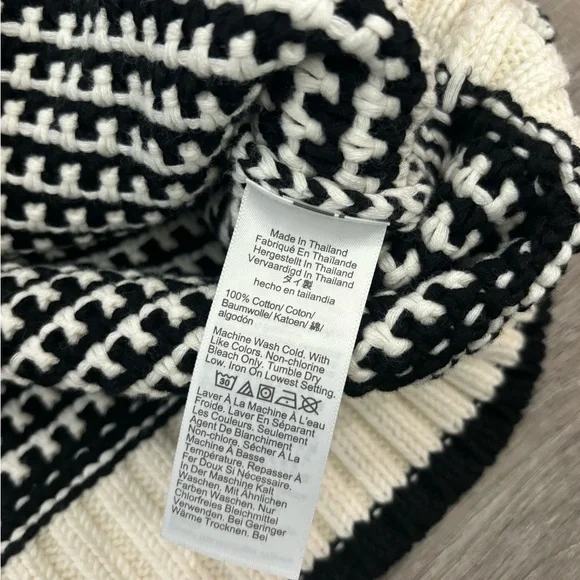 Made In Thailand
Fabriqué En Thaïlande
Hergestellt In Thailand
Vervaardigd In Thailand
タイ製
hecho en tailandia
100% Cotton/ Coton/
Baumwolle/ Katoen/ 綿/
algodón
Machine Wash Cold. With
Like Colors. Non-chlorine
Bleach Only. Tumble Dry
Low. Iron On Lowest Setting.
30
Laver À La Machine À L'eau
Froide. Laver En Séparant
Les Couleurs. Seulement
Agent De Blanchiment
Non-chlore. Sécher À La
Machine À Basse
Température. Repasser À
Fer Doux Si Nécessaire.
In Der Maschine Kalt
Waschen. Mit Ähnlichen
Farben Waschen. Nur
Chlorfreies Bleichmittel
Verwenden. Bei Geringer
Wärme Trocknen. Bei